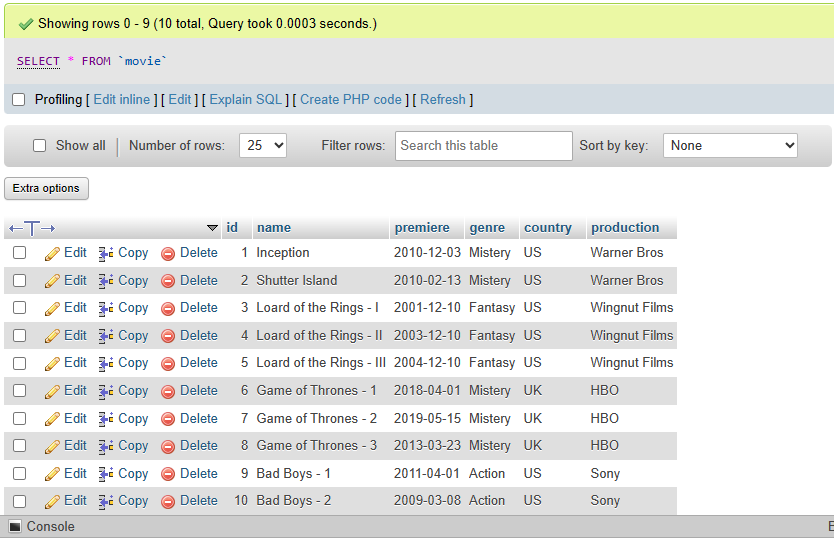 Showing rows 0 - 9 (10 total, Query took 0.0003 seconds.)
SELECT * FROM `movie`
Profiling [ Edit inline ] [ Edit ] [ Explain SQL ] [ Create PHP code ] [ Refresh ]
Show all | Number of rows: 25 Filter rows: Search this table Sort by key: None
Extra options
←T→ id name premiere genre country production
Edit Copy Delete 1 Inception 2010-12-03 Mistery US Warner Bros
Edit Copy Delete 2 Shutter Island 2010-02-13 Mistery US Warner Bros
Edit Copy Delete 3 Loard of the Rings - I 2001-12-10 Fantasy US Wingnut Films
Edit Copy Delete 4 Loard of the Rings - II 2003-12-10 Fantasy US Wingnut Films
Edit Copy Delete 5 Loard of the Rings - III 2004-12-10 Fantasy US Wingnut Films
Edit Copy Delete 6 Game of Thrones - 1 2018-04-01 Mistery UK HBO
Edit Copy Delete 7 Game of Thrones - 2 2019-05-15 Mistery UK HBO
Edit Copy Delete 8 Game of Thrones - 3 2013-03-23 Mistery UK HBO
Edit Copy Delete 9 Bad Boys - 1 2011-04-01 Action US Sony
Edit Copy Delete 10 Bad Boys - 2 2009-03-08 Action US Sony
Console